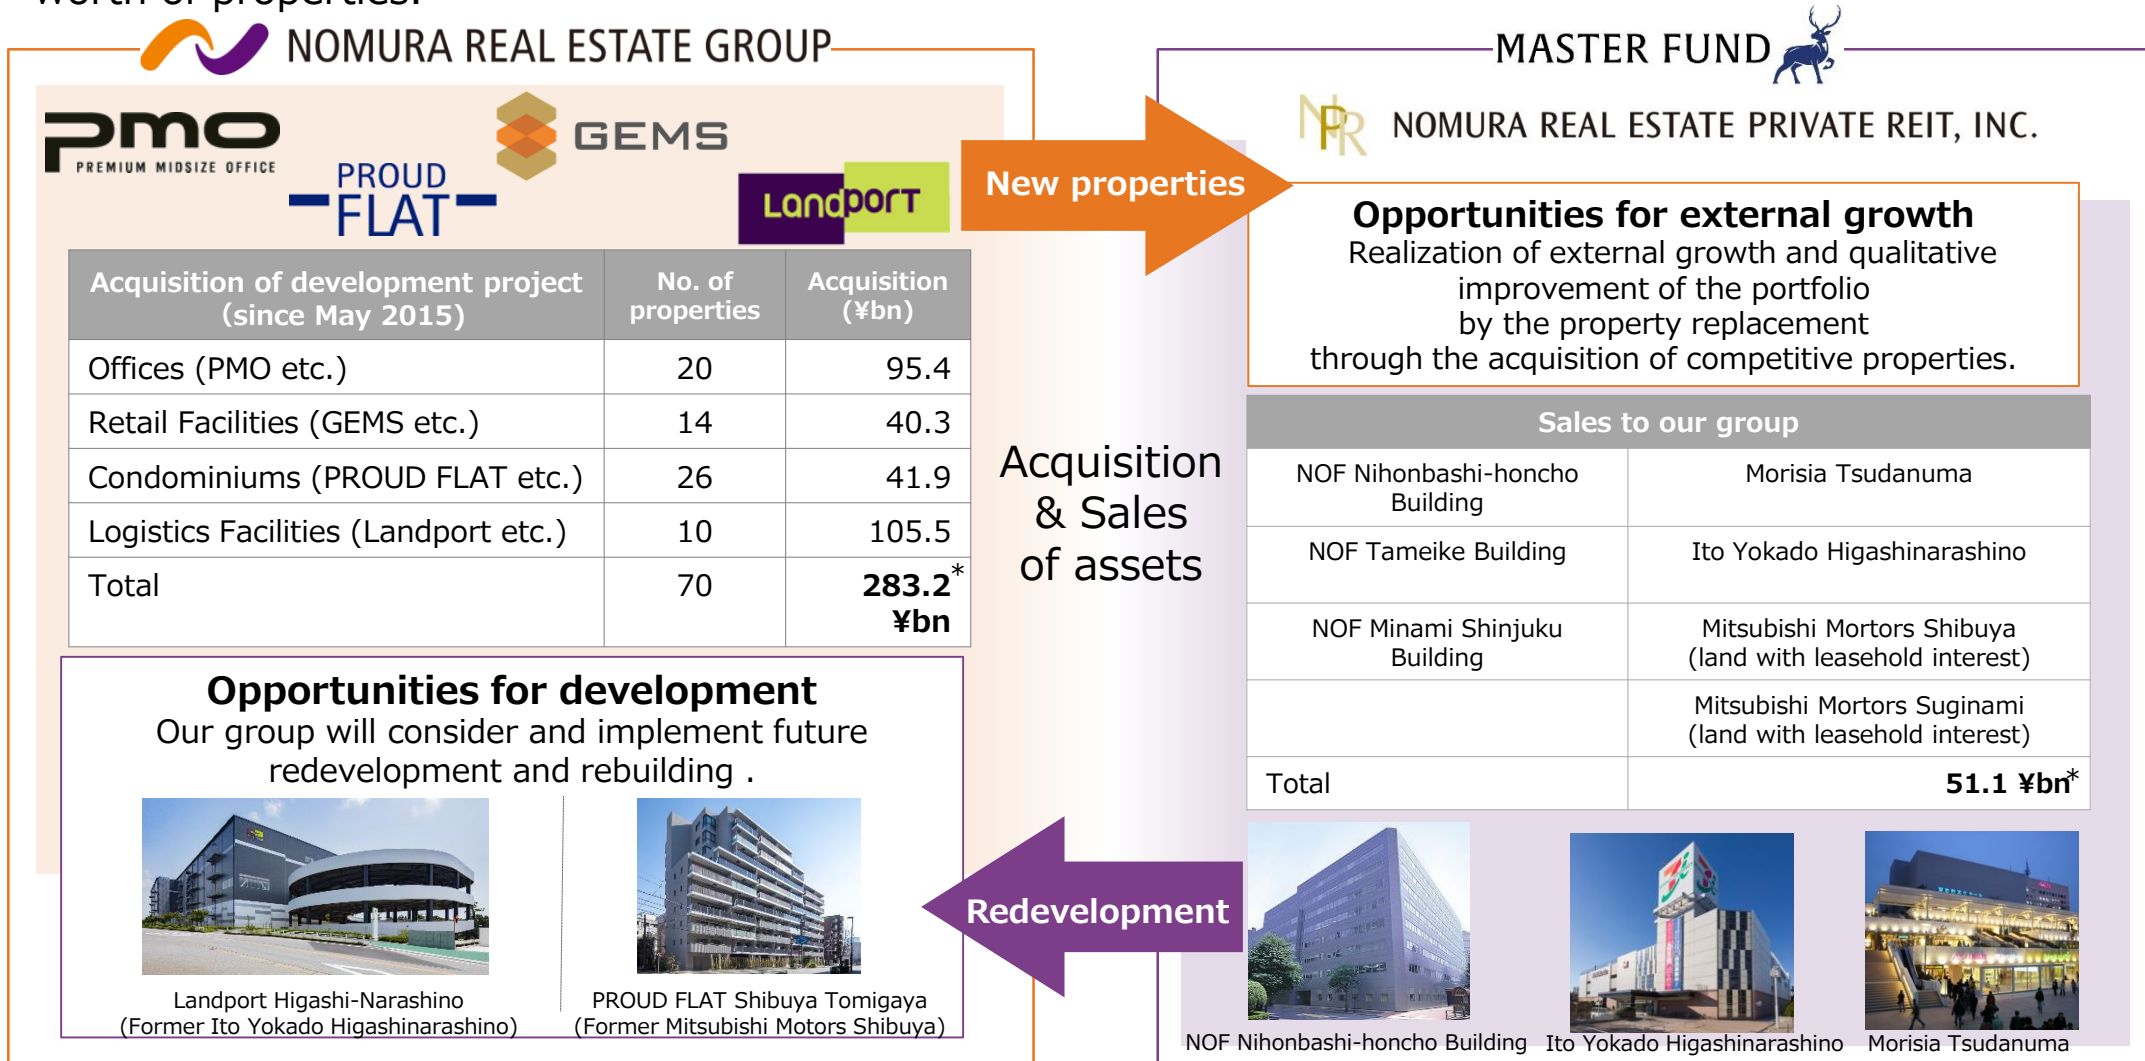 worth of properties.
NOMURA REAL ESTATE GROUP
pmo
PREMIUM MIDSIZE OFFICE
PROUD
FLAT
GEMS
Landport
Acquisition of development project
(since May 2015)
No. of
properties
Acquisition
(¥bn)
Offices (PMO etc.) 20 95.4
Retail Facilities (GEMS etc.) 14 40.3
Condominiums (PROUD FLAT etc.) 26 41.9
Logistics Facilities (Landport etc.) 10 105.5
Total 70 283.2*
¥bn
Opportunities for development
Our group will consider and implement future
redevelopment and rebuilding .
Landport Higashi-Narashino
(Former Ito Yokado Higashinarashino)
PROUD FLAT Shibuya Tomigaya
(Former Mitsubishi Motors Shibuya)
New properties
Acquisition
& Sales
of assets
Redevelopment
MASTER FUND
NPR NOMURA REAL ESTATE PRIVATE REIT, INC.
Opportunities for external growth
Realization of external growth and qualitative
improvement of the portfolio
by the property replacement
through the acquisition of competitive properties.
Sales to our group
NOF Nihonbashi-honcho
Building
Morisia Tsudanuma
NOF Tameike Building
Ito Yokado Higashinarashino
NOF Minami Shinjuku
Building
Mitsubishi Mortors Shibuya
(land with leasehold interest)
Mitsubishi Mortors Suginami
(land with leasehold interest)
Total 51.1 ¥bn*
NOF Nihonbashi-honcho Building
Ito Yokado Higashinarashino
Morisia Tsudanuma